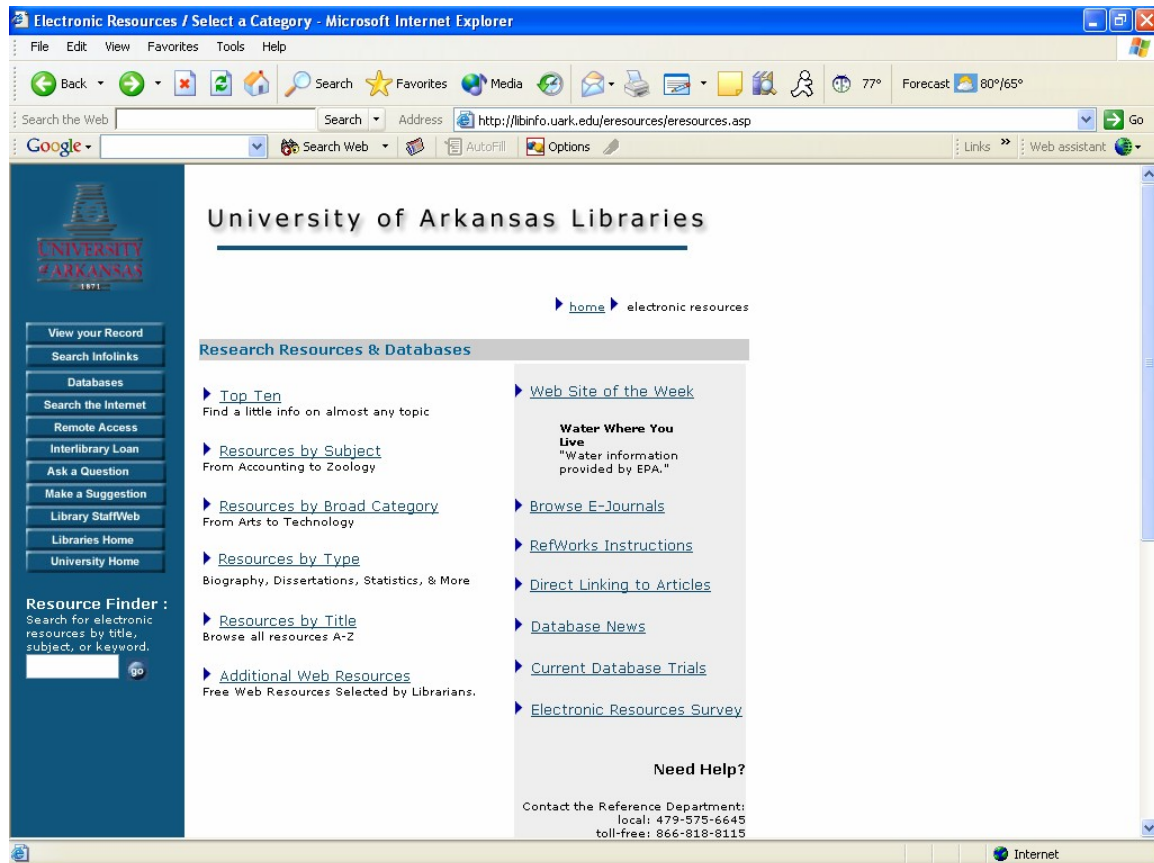 Electronic Resources / Select a Category - Microsoft Internet Explorer
File Edit View Favorites Tools Help
Back Search Favorites Media 77° Forecast 80°/65°
Search the Web Search Address http://libinfo.uark.edu/eresources/eresources.asp Go
Google Search Web AutoFill Options Links » Web assistant
UNIVERSITY
of ARKANSAS
1871
View your Record
Search Infolinks
Databases
Search the Internet
Remote Access
Interlibrary Loan
Ask a Question
Make a Suggestion
Library StaffWeb
Libraries Home
University Home
Resource Finder :
Search for electronic
resources by title,
subject, or keyword.
go
University of Arkansas Libraries
home electronic resources
Research Resources & Databases
Top Ten
Find a little info on almost any topic
Resources by Subject
From Accounting to Zoology
Resources by Broad Category
From Arts to Technology
Resources by Type
Biography, Dissertations, Statistics, & More
Resources by Title
Browse all resources A-Z
Additional Web Resources
Free Web Resources Selected by Librarians.
Web Site of the Week
Water Where You
Live
"Water information
provided by EPA."
Browse E-Journals
RefWorks Instructions
Direct Linking to Articles
Database News
Current Database Trials
Electronic Resources Survey
Need Help?
Contact the Reference Department:
local: 479-575-6645
toll-free: 866-818-8115
Internet